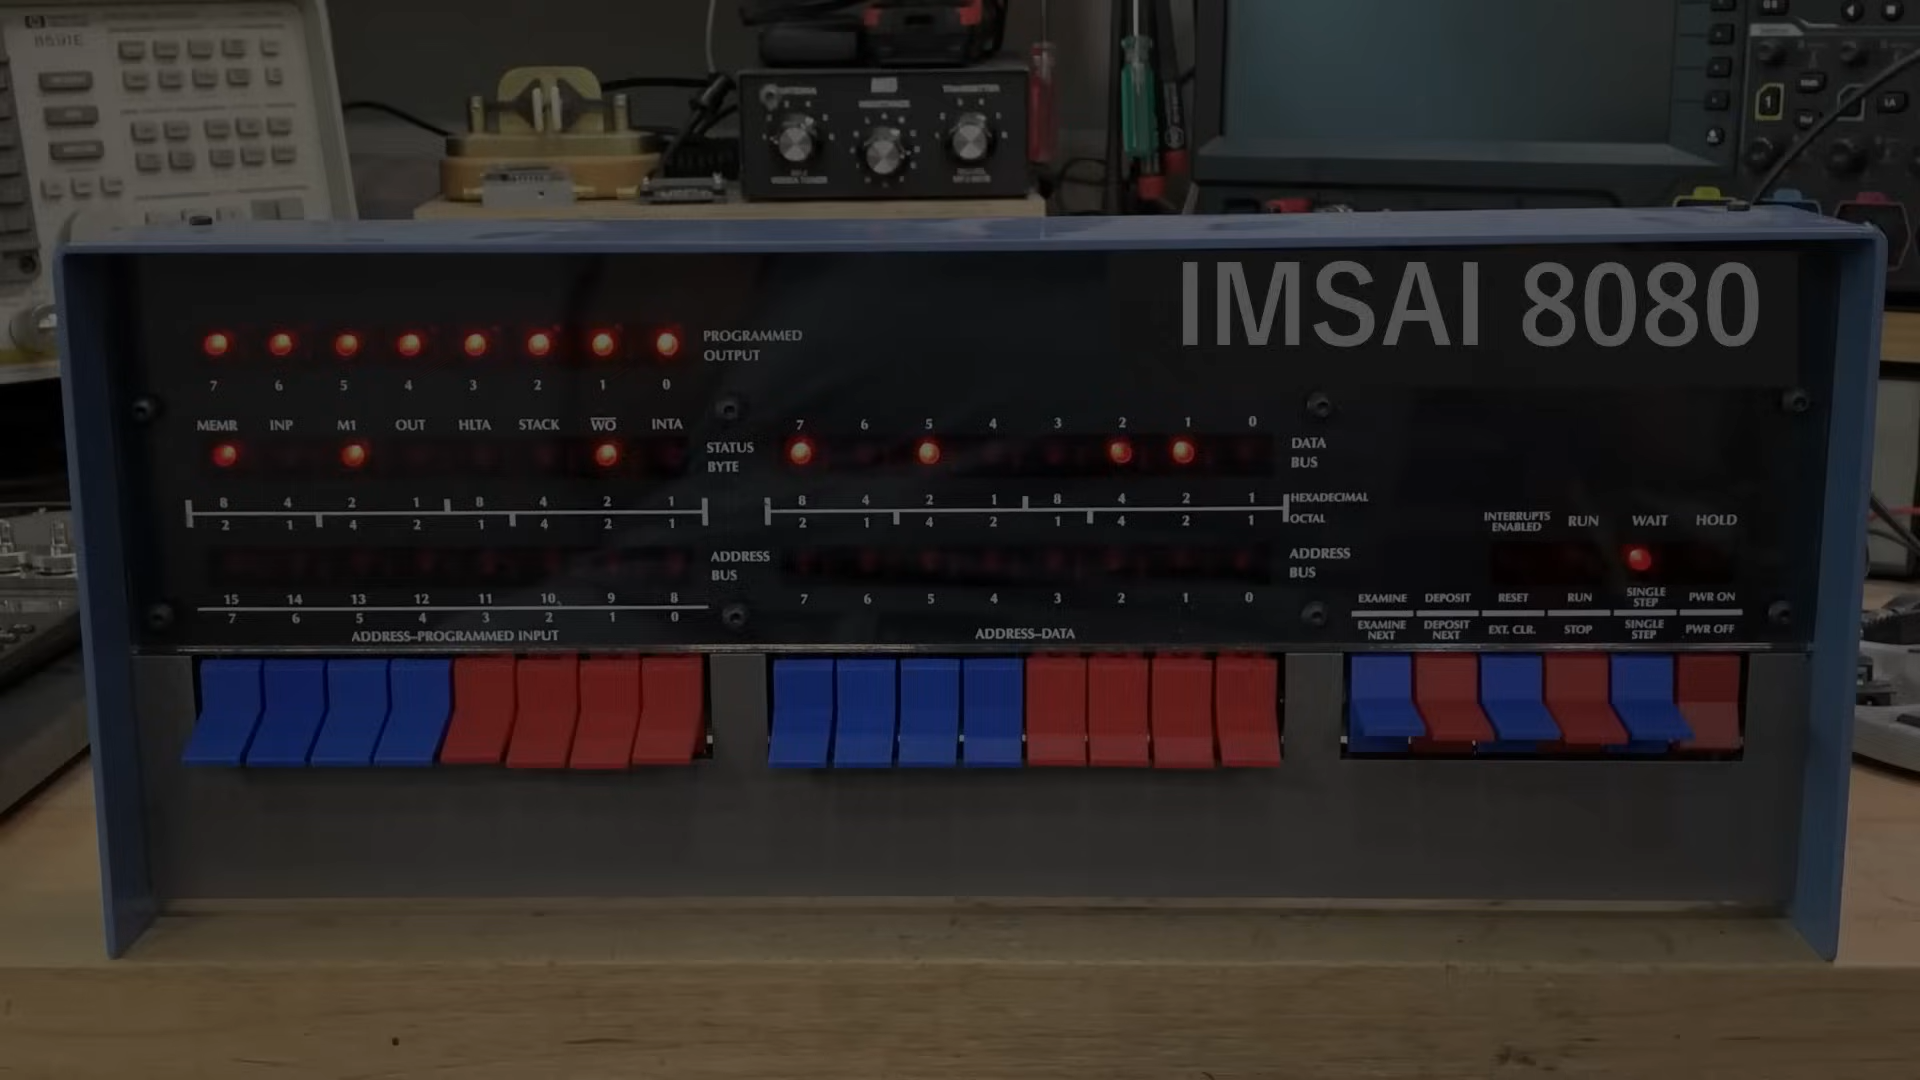 8591E
ANTENNA
TRANSMITTER
1
LA
IMSAI 8080
PROGRAMMED
OUTPUT
7 6 5 4 3 2 1 0
MEMR INP M1 OUT HLTA STACK WO INTA
7 6 5 4 3 2 1 0
STATUS
BYTE
DATA
BUS
8 4 2 1 8 4 2 1
8 4 2 1 8 4 2 1 HEXADECIMAL
2 1 4 2 1 4 2 1
2 1 4 2 1 4 2 1 OCTAL
INTERRUPTS
ENABLED
RUN WAIT HOLD
ADDRESS
BUS
ADDRESS
BUS
15 14 13 12 11 10 9 8
7 6 5 4 3 2 1 0
7 6 5 4 3 2 1 0
ADDRESS–PROGRAMMED INPUT
ADDRESS–DATA
EXAMINE DEPOSIT RESET RUN SINGLE STEP PWR ON
EXAMINE NEXT DEPOSIT NEXT EXT. CLR. STOP SINGLE STEP PWR OFF